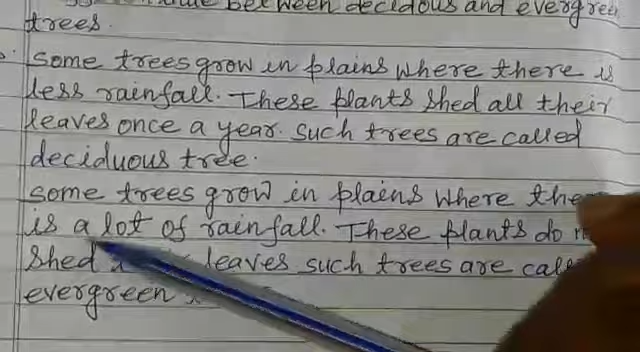 between decidous and evergree
trees.
Some trees grow in plains where there is
less rainfall. These plants shed all their
leaves once a year. Such trees are called
deciduous tree.
some trees grow in plains where the
is a lot of rainfall. These plants do
shed leaves such trees are cal
evergreen